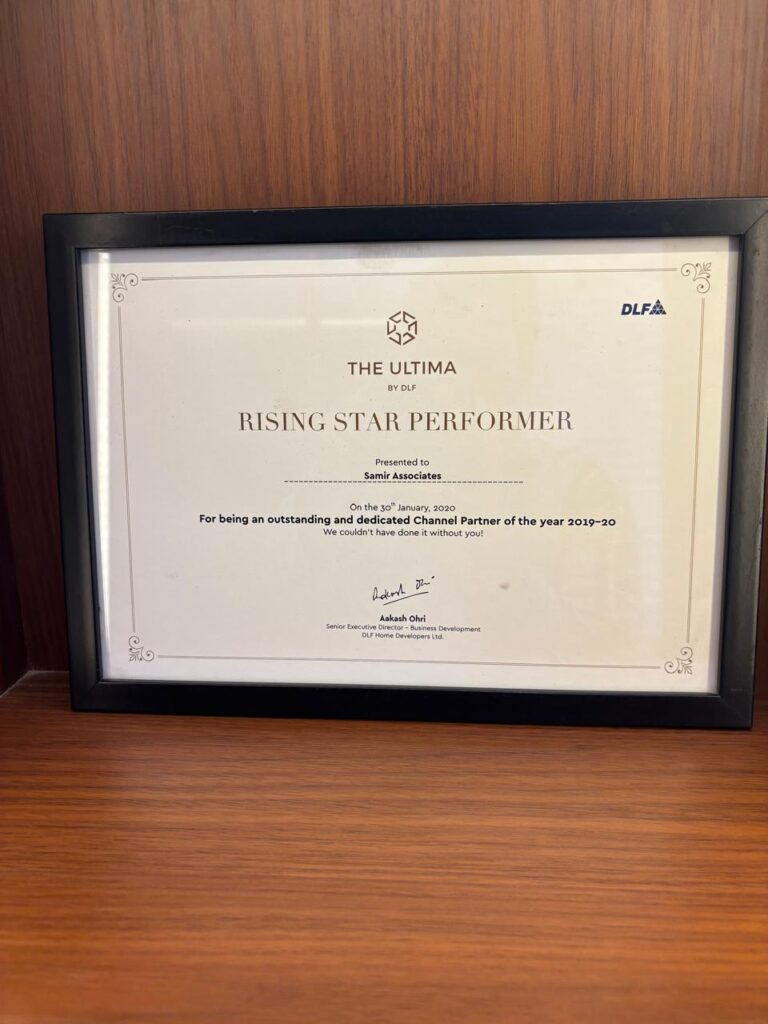 DLF
THE ULTIMA
BY DLF
RISING STAR PERFORMER
Presented to
Samir Associates
On the 30th January, 2020
For being an outstanding and dedicated Channel Partner of the year 2019-20
We couldn't have done it without you!
Aakash Ohri
Aakash Ohri
Senior Executive Director - Business Development
DLF Home Developers Ltd.